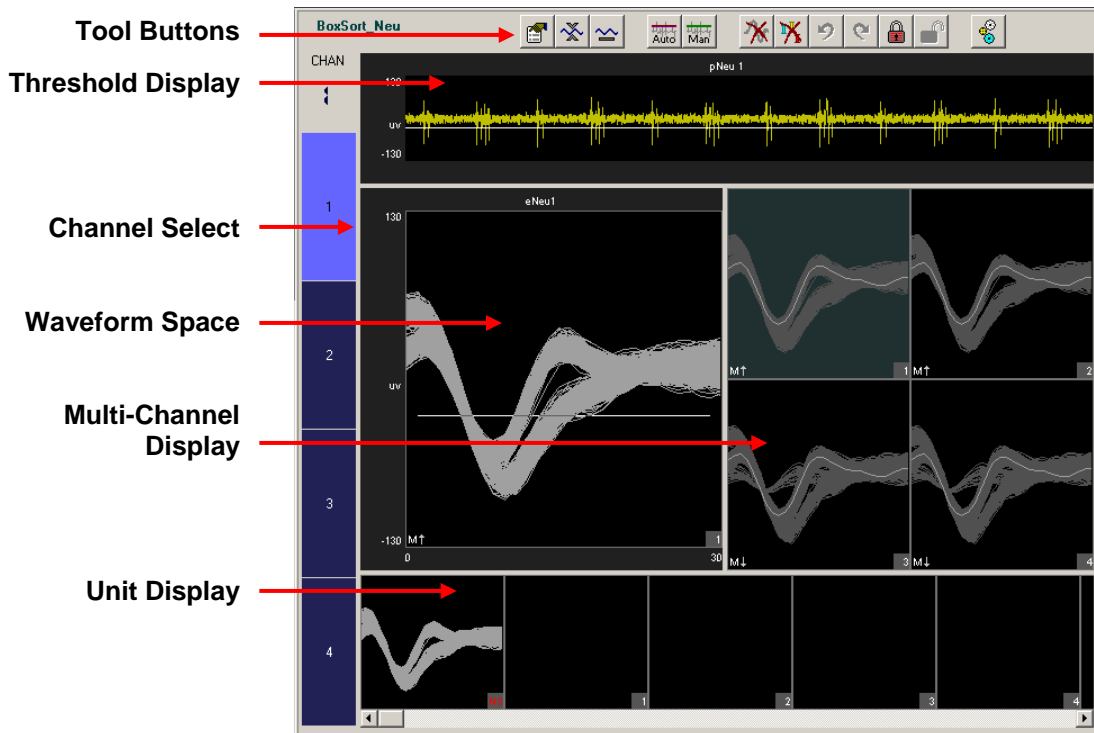 Tool Buttons
BoxSort_Neu
Auto
Man
CHAN
Threshold Display
pNeu 1
130
uv
-130
Channel Select
1
2
3
4
Waveform Space
eNeu1
130
uv
-130
M↑
1
0
30
Multi-Channel
Display
M↑
1
M↑
2
M↓
3
M↓
4
Unit Display
1
2
3
4